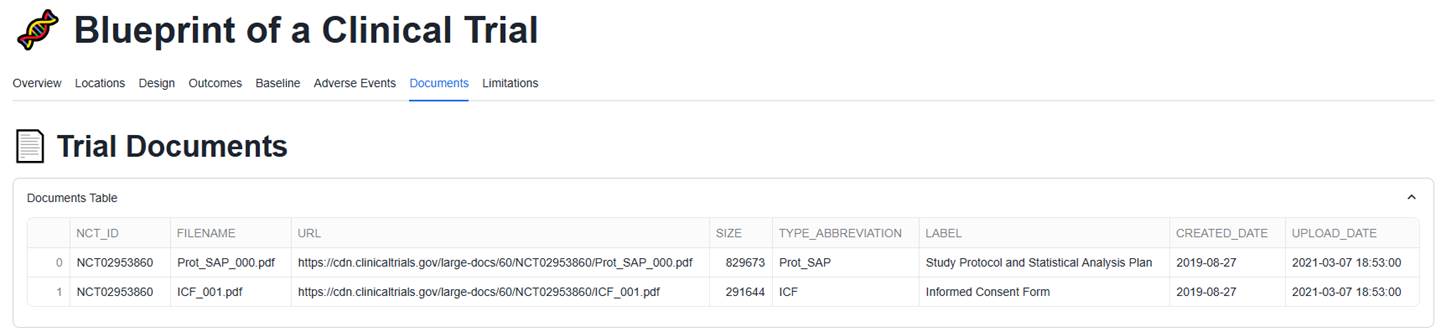 Blueprint of a Clinical Trial
Overview Locations Design Outcomes Baseline Adverse Events Documents Limitations
Trial Documents
Documents Table
NCT_ID FILENAME URL SIZE TYPE_ABBREVIATION LABEL CREATED_DATE UPLOAD_DATE
0 NCT02953860 Prot_SAP_000.pdf https://cdn.clinicaltrials.gov/large-docs/60/NCT02953860/Prot_SAP_000.pdf 829673 Prot_SAP Study Protocol and Statistical Analysis Plan 2019-08-27 2021-03-07 18:53:00
1 NCT02953860 ICF_001.pdf https://cdn.clinicaltrials.gov/large-docs/60/NCT02953860/ICF_001.pdf 291644 ICF Informed Consent Form 2019-08-27 2021-03-07 18:53:00